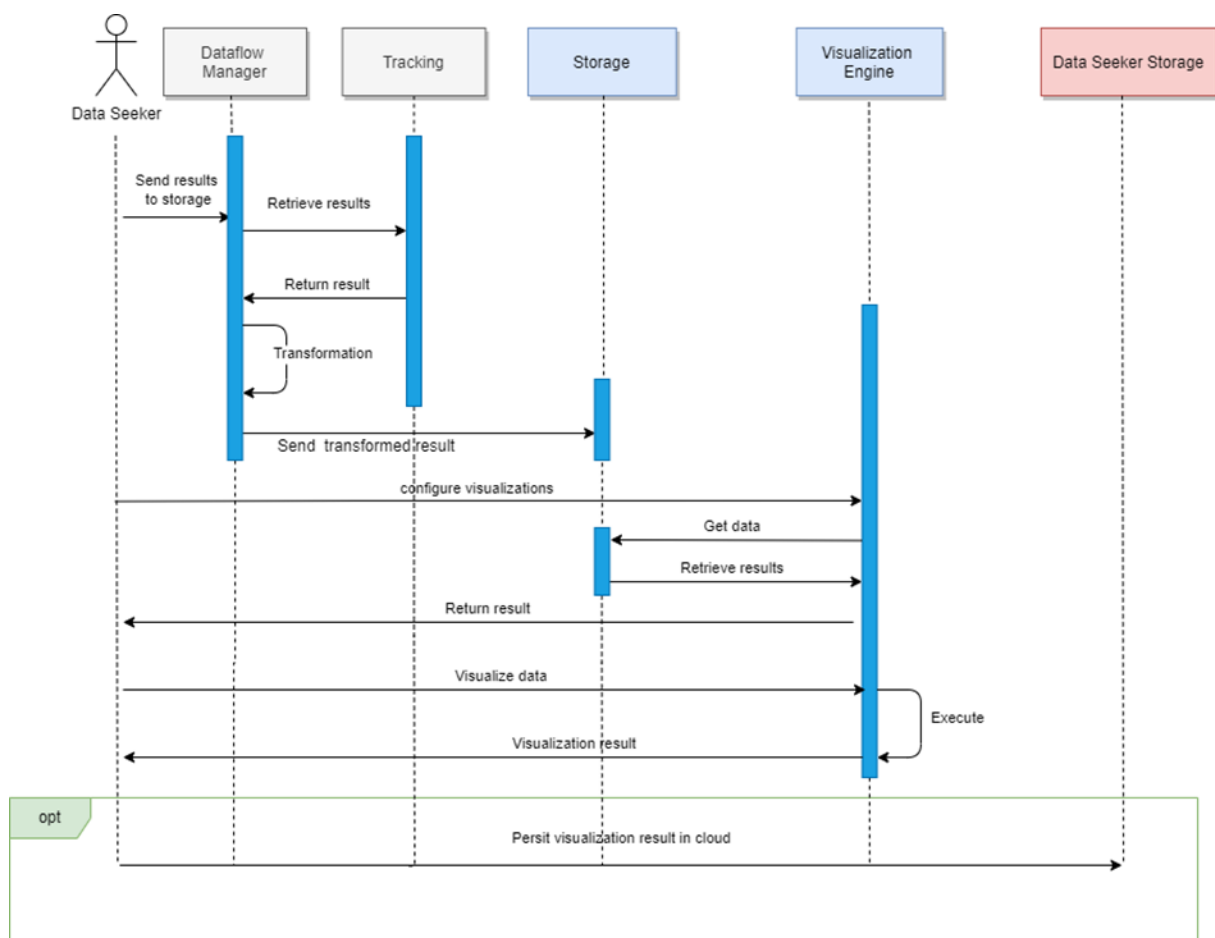 Dataflow
Manager
Tracking
Storage
Visualization
Engine
Data Seeker Storage
Data Seeker
Send results
to storage
Retrieve results
Return result
Transformation
Send transformed result
configure visualizations
Get data
Retrieve results
Return result
Visualize data
Execute
Visualization result
opt
Persit visualization result in cloud